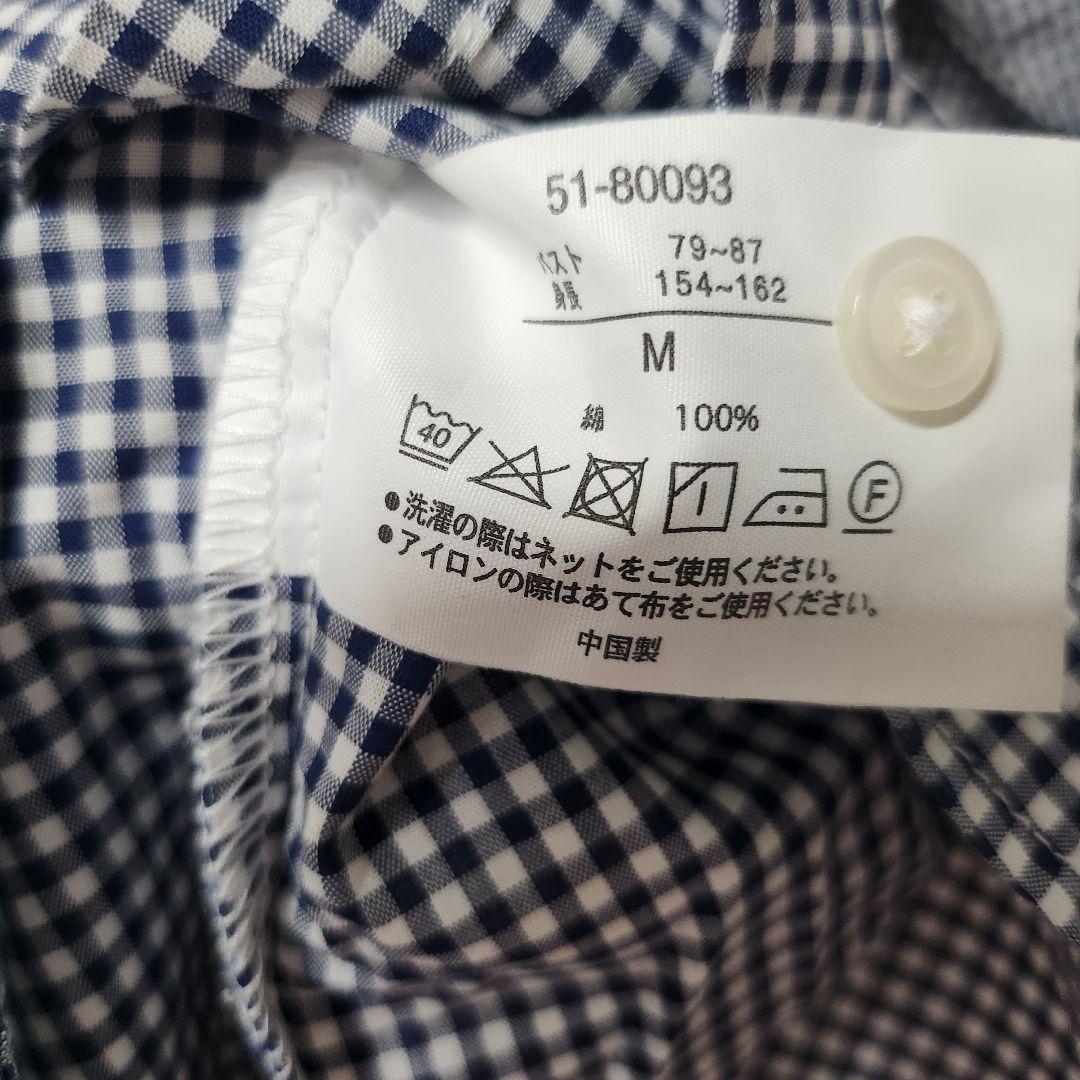 51-80093
バスト 79~87
身長 154~162
M
綿 100%
40
F
●洗濯の際はネットをご使用ください。
●アイロンの際はあて布をご使用ください。
中国製